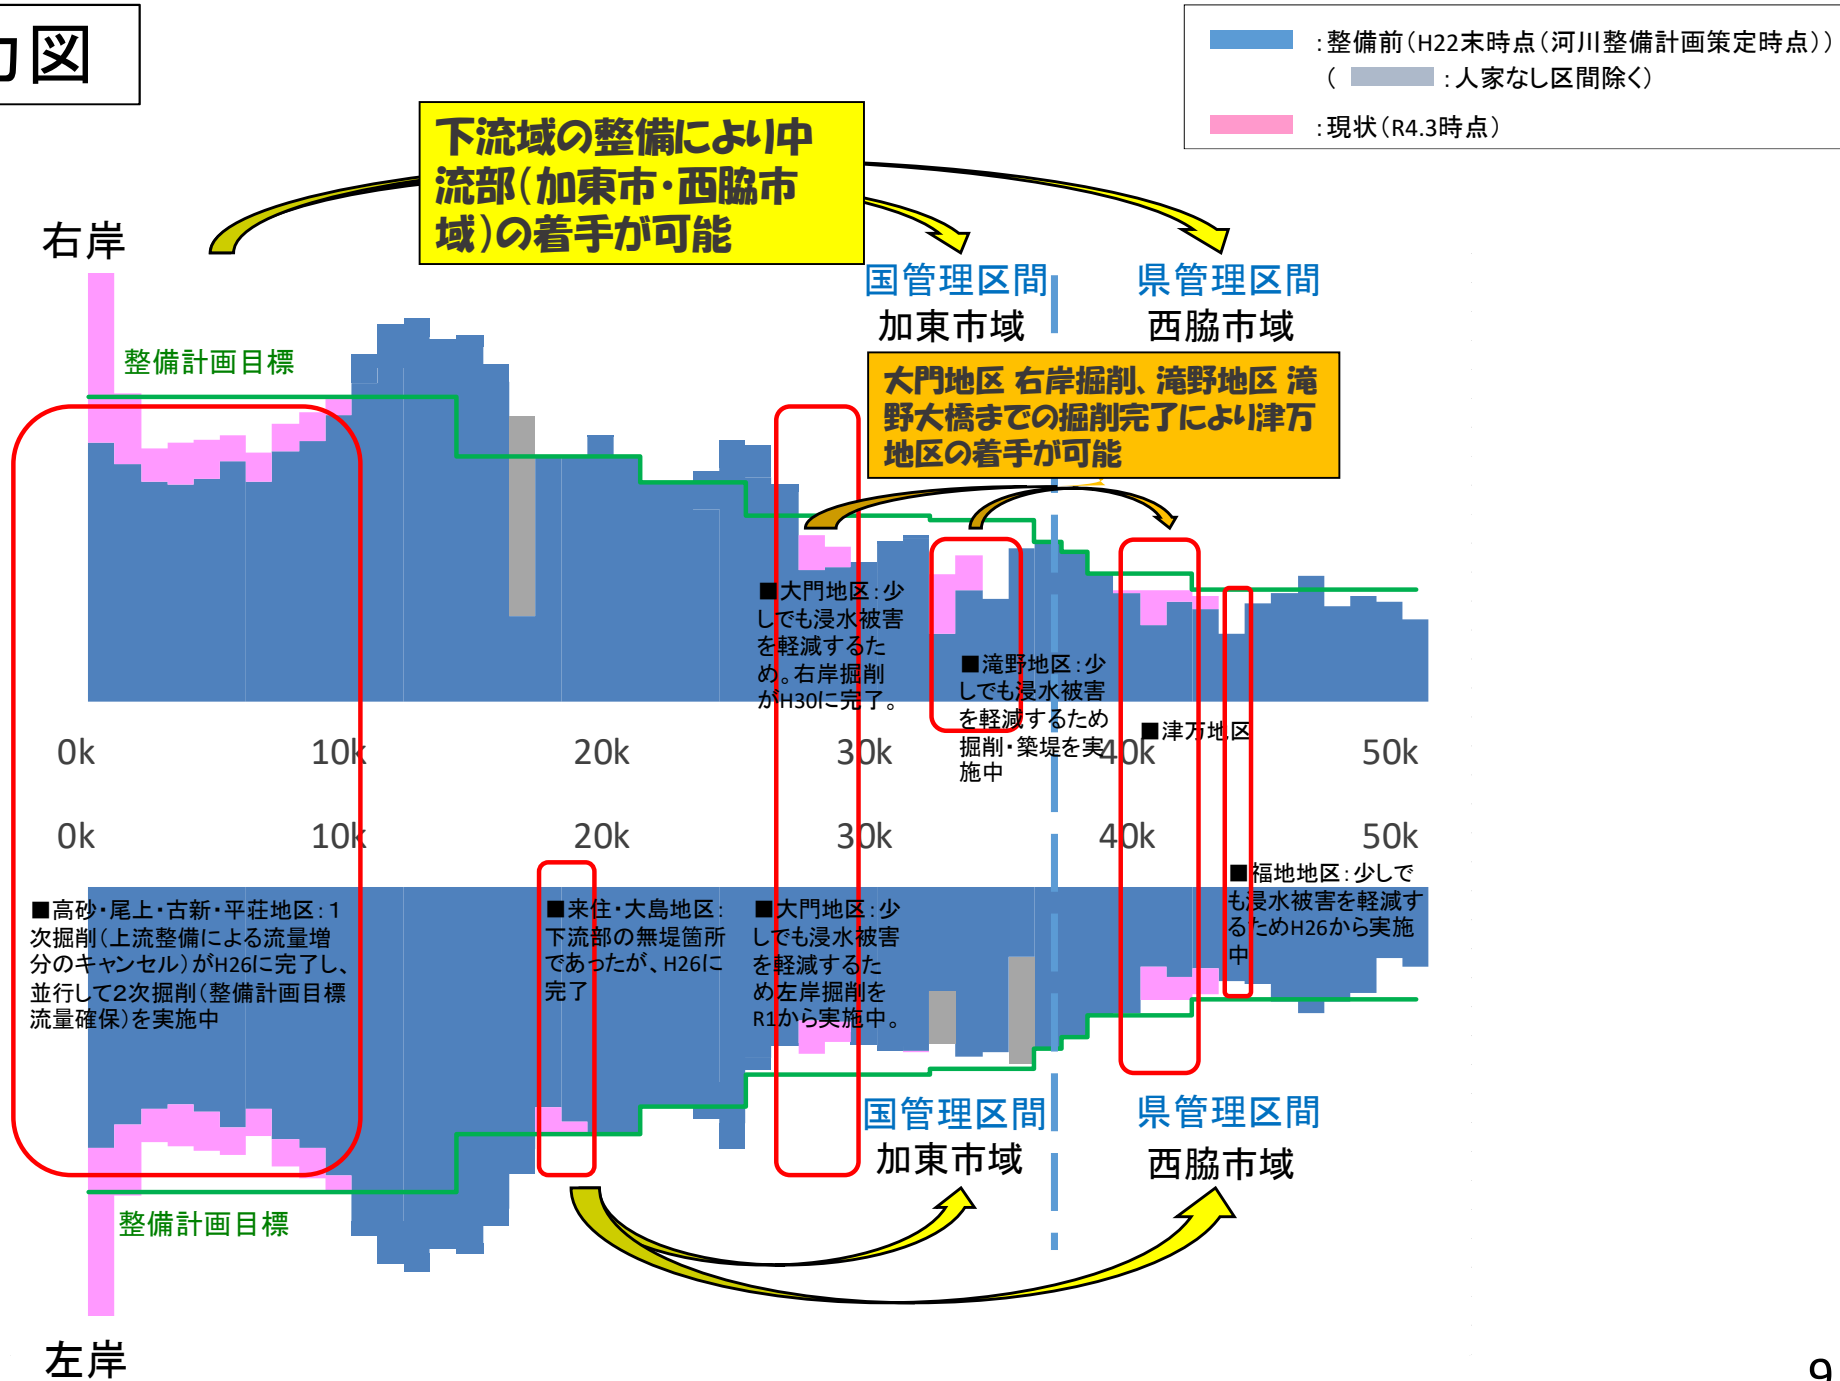 力図
:整備前(H22末時点(河川整備計画策定時点))
( :人家なし区間除く)
:現状(R4.3時点)
下流域の整備により中
流部(加東市・西脇市
域)の着手が可能
右岸
国管理区間
加東市域
県管理区間
西脇市域
整備計画目標
大門地区 右岸掘削、滝野地区 滝
野大橋までの掘削完了により津万
地区の着手が可能
■大門地区:少
しでも浸水被害
を軽減するた
め。右岸掘削
がH30に完了。
■滝野地区:少
しでも浸水被害
を軽減するため
掘削・築堤を実
施中
■津万地区
0k 10k 20k 30k 40k 50k
0k 10k 20k 30k 40k 50k
■高砂・尾上・古新・平荘地区:1
次掘削(上流整備による流量増
分のキャンセル)がH26に完了し、
並行して2次掘削(整備計画目標
流量確保)を実施中
■来住・大島地区:
下流部の無堤箇所
であったが、H26に
完了
■大門地区:少
しでも浸水被害
を軽減するた
め左岸掘削を
R1から実施中。
■福地地区:少しで
も浸水被害を軽減す
るためH26から実施
中
国管理区間
加東市域
県管理区間
西脇市域
整備計画目標
左岸
9